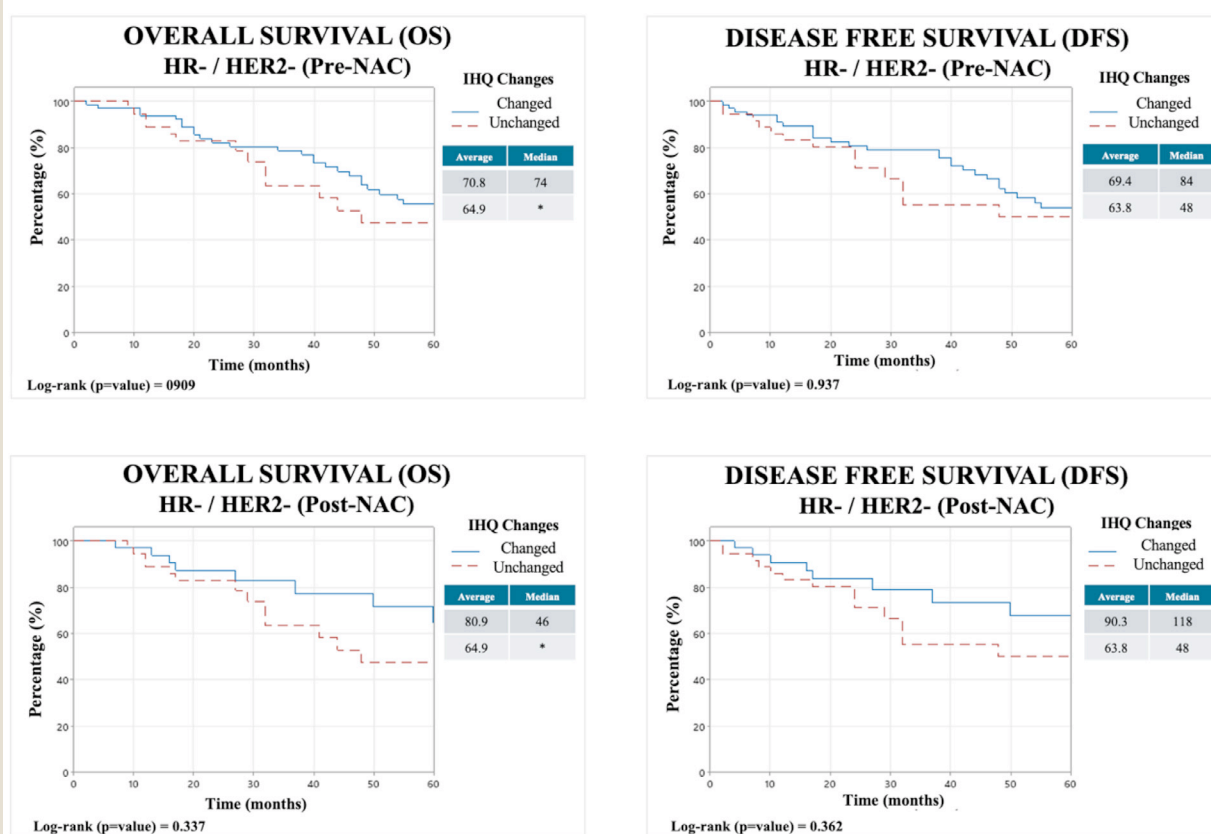 OVERALL SURVIVAL (OS)
HR- / HER2- (Pre-NAC)
IHQ Changes
Changed
Unchanged
Average Median
70.8 74
64.9 *
Percentage (%)
100
80
60
40
20
0
0 10 20 30 40 50 60
Time (months)
Log-rank (p=value) = 0909
DISEASE FREE SURVIVAL (DFS)
HR- / HER2- (Pre-NAC)
IHQ Changes
Changed
Unchanged
Average Median
69.4 84
63.8 48
Percentage (%)
100
80
60
40
20
0
0 10 20 30 40 50 60
Time (months)
Log-rank (p=value) = 0.937
OVERALL SURVIVAL (OS)
HR- / HER2- (Post-NAC)
IHQ Changes
Changed
Unchanged
Average Median
80.9 46
64.9 *
Percentage (%)
100
80
60
40
20
0
0 10 20 30 40 50 60
Time (months)
Log-rank (p=value) = 0.337
DISEASE FREE SURVIVAL (DFS)
HR- / HER2- (Post-NAC)
IHQ Changes
Changed
Unchanged
Average Median
90.3 118
63.8 48
Percentage (%)
100
80
60
40
20
0
0 10 20 30 40 50 60
Time (months)
Log-rank (p=value) = 0.362